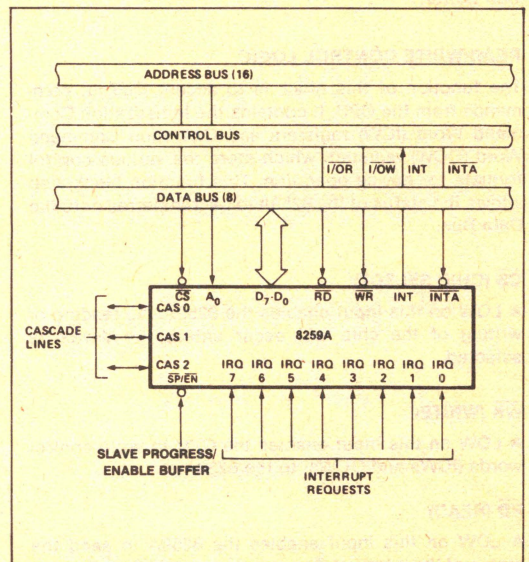 ADDRESS BUS (16)
CONTROL BUS
I/OR I/OW INT INTA
DATA BUS (8)
CS A0 D7-D0 RD WR INT INTA
CAS 0
8259A
CASCADE
LINES
CAS 1
CAS 2 IRQ IRQ IRQ IRQ IRQ IRQ IRQ IRQ
SP/EN 7 6 5 4 3 2 1 0
SLAVE PROGRESS/
ENABLE BUFFER
INTERRUPT
REQUESTS